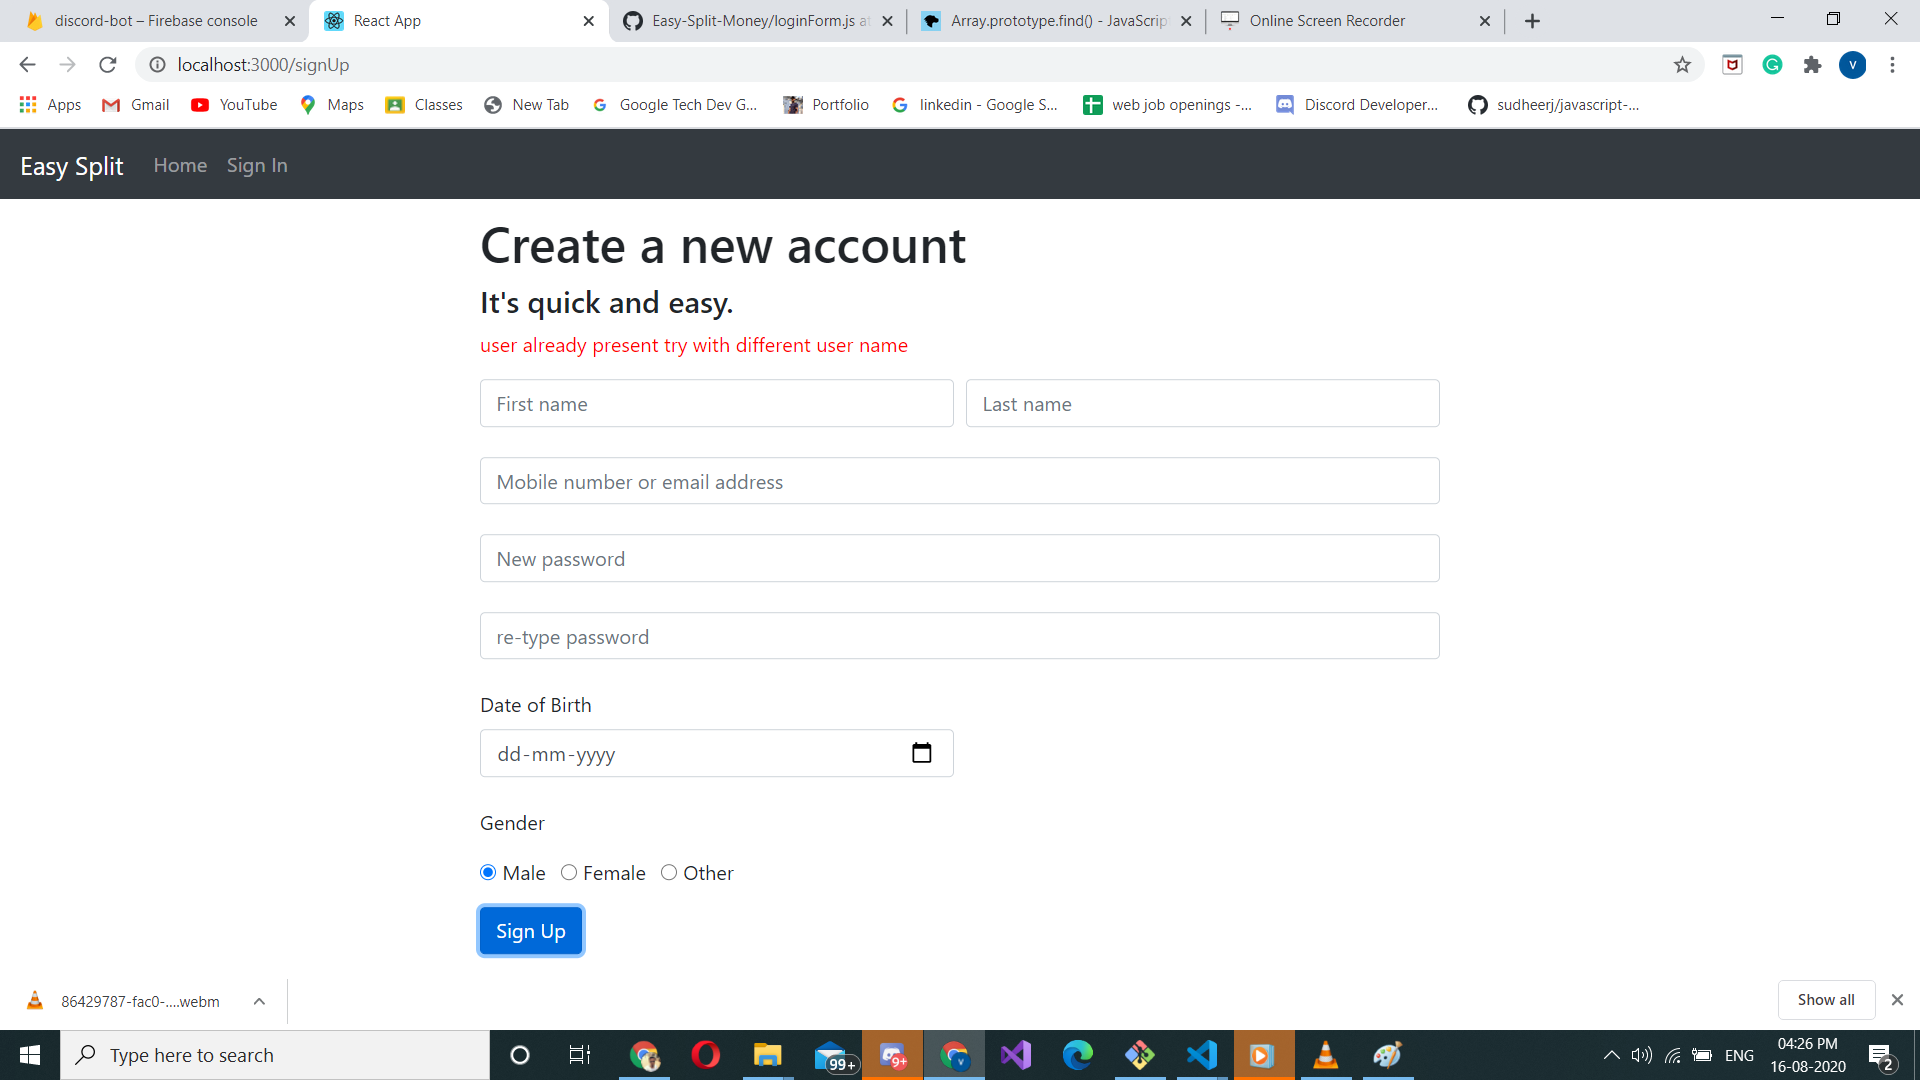 discord-bot – Firebase console
React App
Easy-Split-Money/loginForm.js at
Array.prototype.find() - JavaScript
Online Screen Recorder
localhost:3000/signUp
V
Apps
Gmail
YouTube
Maps
Classes
New Tab
Google Tech Dev G...
Portfolio
linkedin - Google S...
web job openings -...
Discord Developer...
sudheerj/javascript-...
Easy Split
Home
Sign In
Create a new account
It's quick and easy.
user already present try with different user name
First name
Last name
Mobile number or email address
New password
re-type password
Date of Birth
dd-mm-yyyy
Gender
Male
Female
Other
Sign Up
86429787-fac0-....webm
Show all
Type here to search
99+
9+
V
ENG
04:26 PM
16-08-2020
2